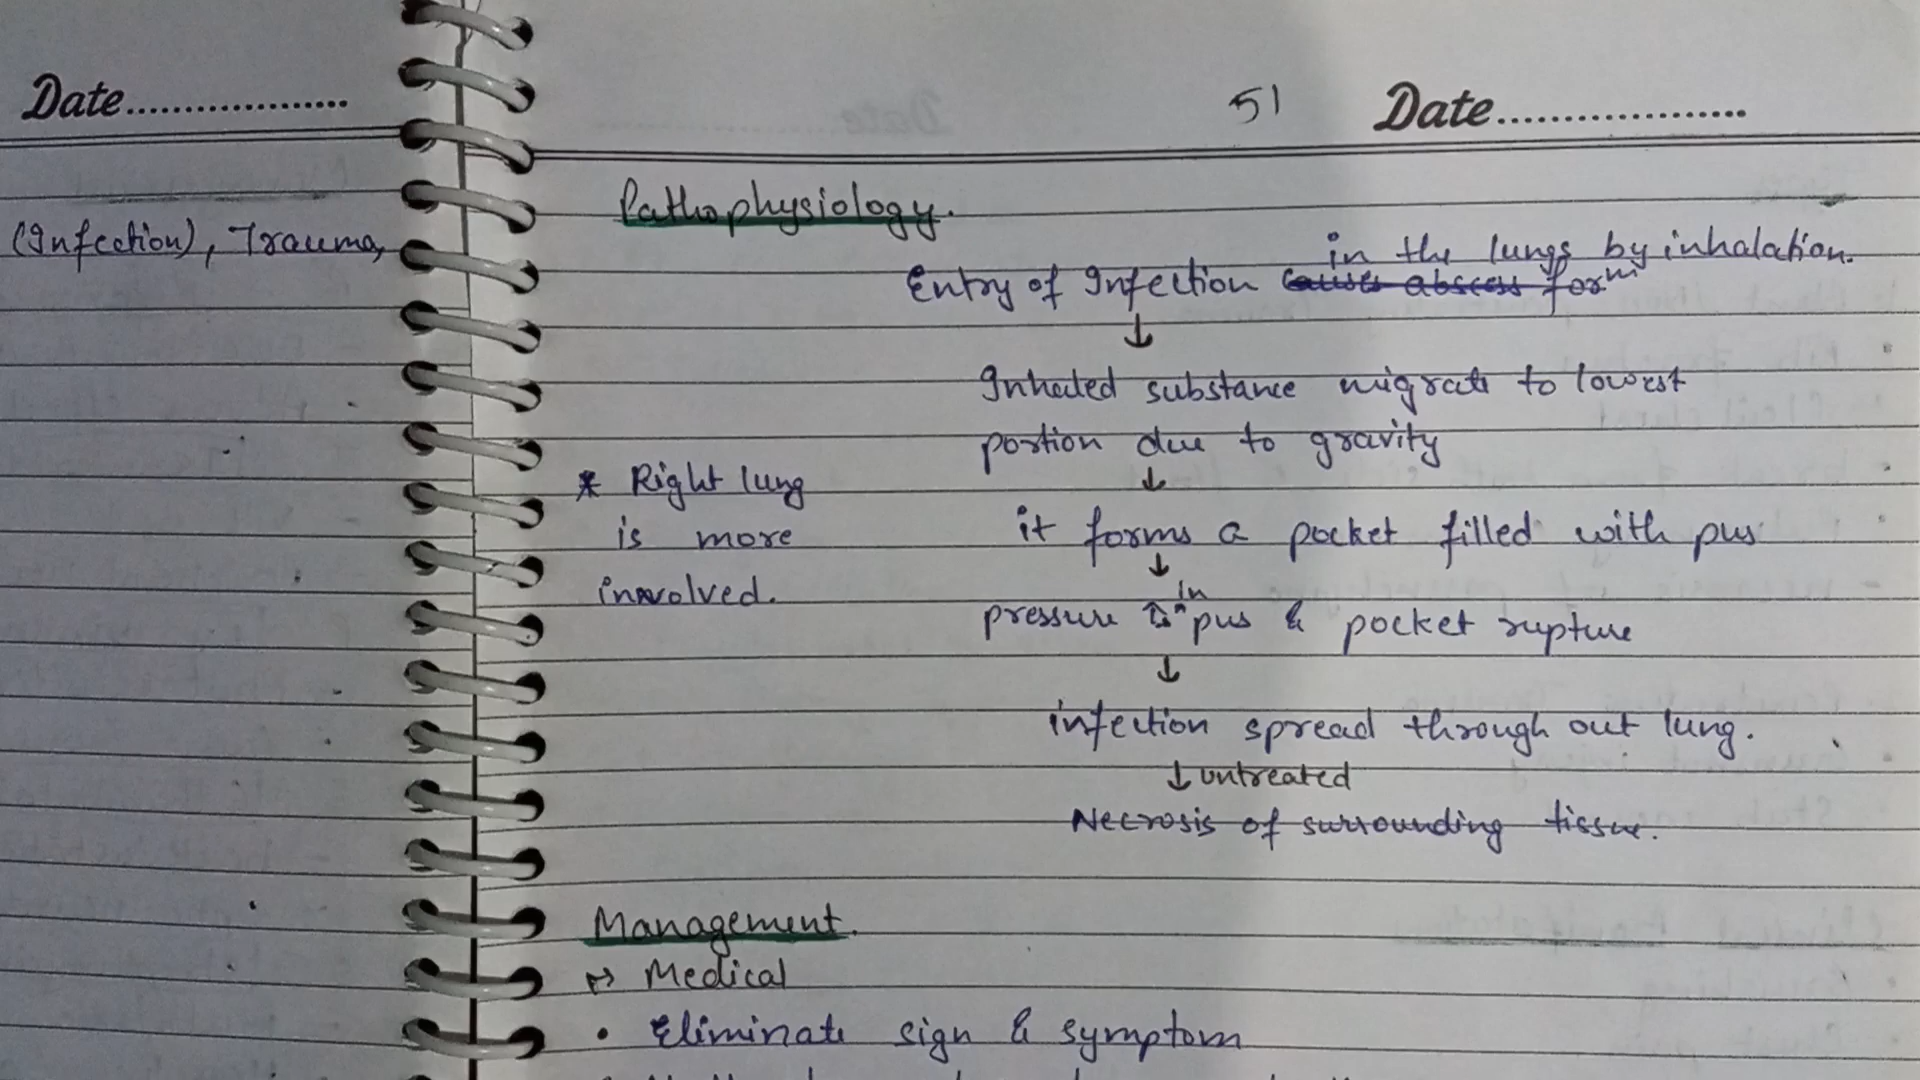 Date..................
(Infection), Trauma,
51 Date..................
Pathophysiology.
in the lungs by inhalation.
Entry of Infection causes abscess form
↓
Inhaled substance migrate to lowest
portion due to gravity
↓
* Right lung
is more
involved.
it forms a pocket filled with pus
↓
in
pressure ↑ pus & pocket rupture
↓
infection spread through out lung.
↓ untreated
Necrosis of surrounding tissue.
Management.
↦ Medical
• Eliminate sign & symptom